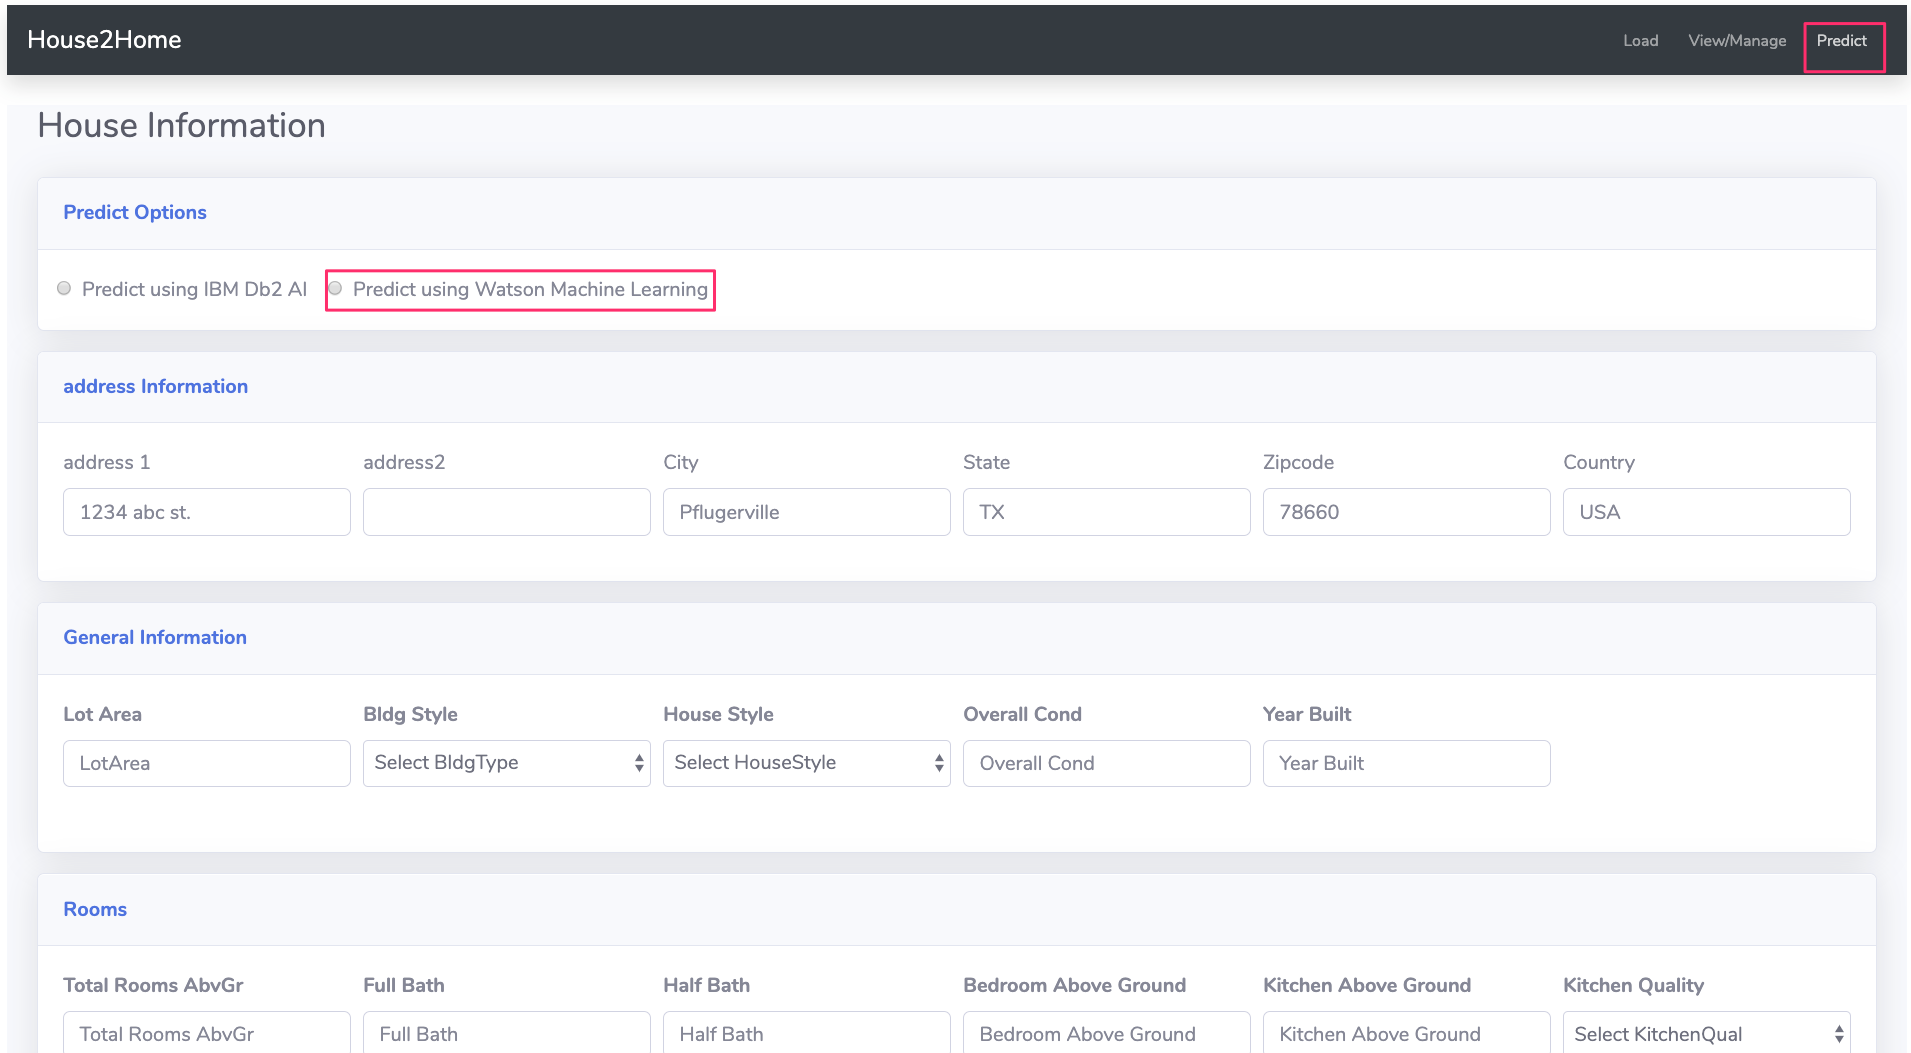 House2Home Load View/Manage Predict
House Information
Predict Options
Predict using IBM Db2 AI Predict using Watson Machine Learning
address Information
address 1 address2 City State Zipcode Country
1234 abc st. Pflugerville TX 78660 USA
General Information
Lot Area Bldg Style House Style Overall Cond Year Built
LotArea Select BldgType Select HouseStyle Overall Cond Year Built
Rooms
Total Rooms AbvGr Full Bath Half Bath Bedroom Above Ground Kitchen Above Ground Kitchen Quality
Total Rooms AbvGr Full Bath Half Bath Bedroom Above Ground Kitchen Above Ground Select KitchenQual